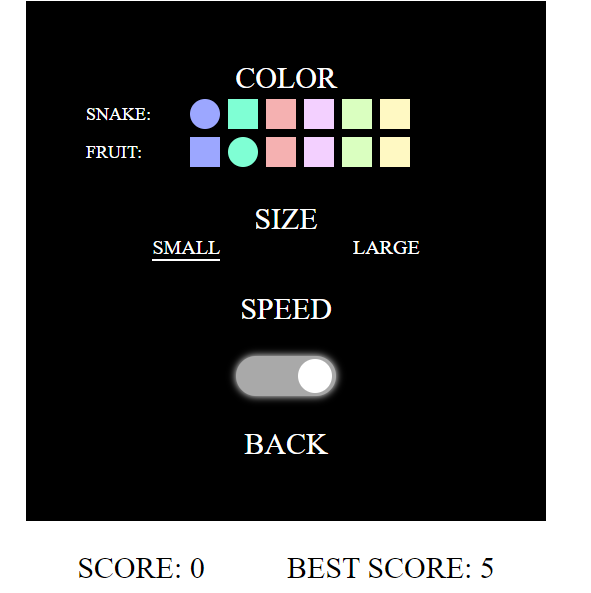 COLOR
SNAKE:
FRUIT:
SIZE
SMALL LARGE
SPEED
BACK
SCORE: 0 BEST SCORE: 5